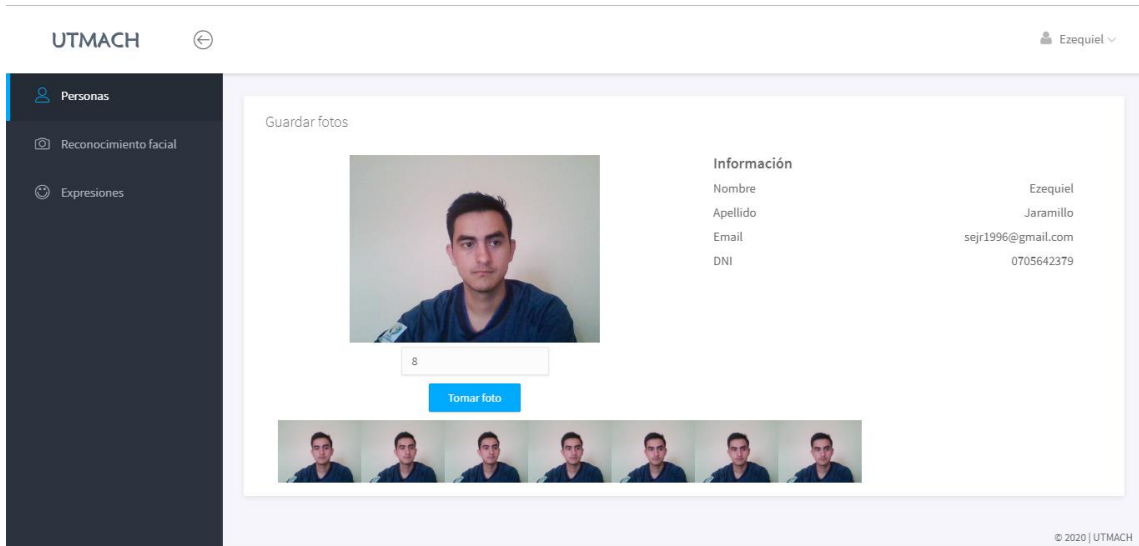 UTMACH
Ezequiel
Personas
Reconocimiento facial
Expresiones
Guardar fotos
Información
Nombre Ezequiel
Apellido Jaramillo
Email sejr1996@gmail.com
DNI 0705642379
8
Tomar foto
© 2020 | UTMACH